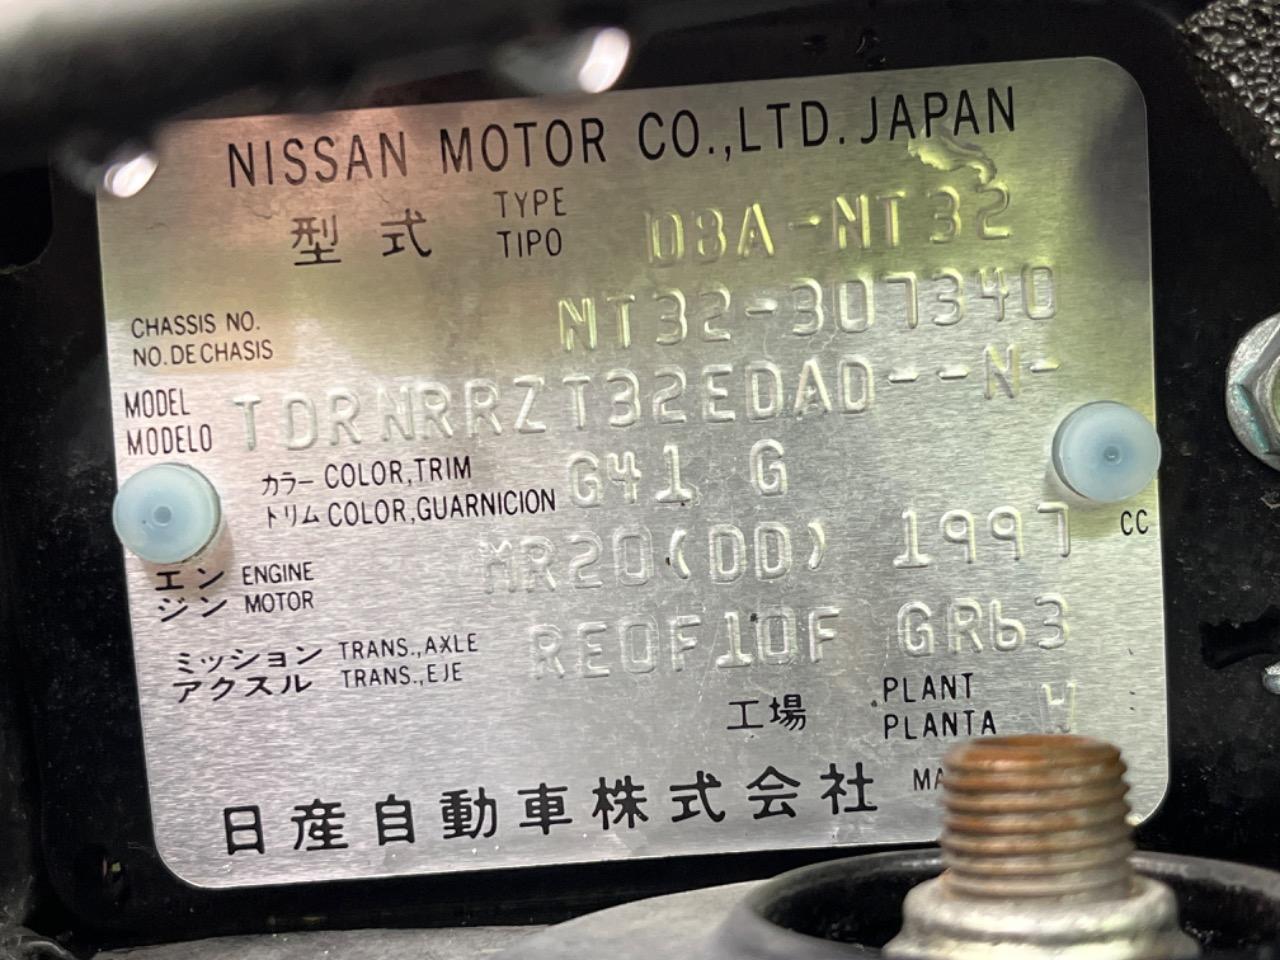 NISSAN MOTOR CO.,LTD. JAPAN
型式 TYPE TIPO DBA-NT32
CHASSIS NO. NO.DE CHASIS NT32-307340
MODEL MODELO TDRNRRZT32EDAD--N-
カラー COLOR,TRIM G41 G
トリム COLOR,GUARNICION
エンジン ENGINE MOTOR MR20(DD) 1997 CC
ミッション TRANS.,AXLE RE0F10F GR63
アクスル TRANS.,EJE
工場 PLANT PLANTA W
日産自動車株式会社 MA